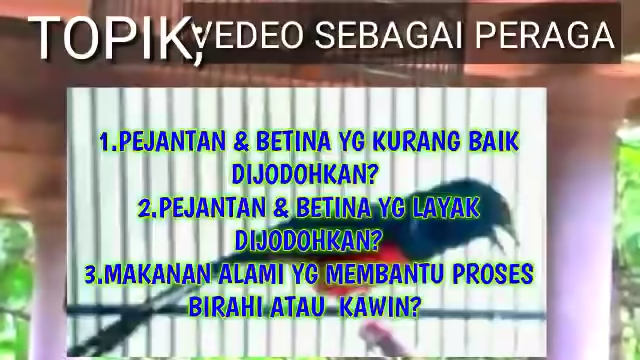 TOPIK; VEDEO SEBAGAI PERAGA
1.PEJANTAN & BETINA YG KURANG BAIK
DIJODOHKAN?
2.PEJANTAN & BETINA YG LAYAK
DIJODOHKAN?
3.MAKANAN ALAMI YG MEMBANTU PROSES
BIRAHI ATAU KAWIN?